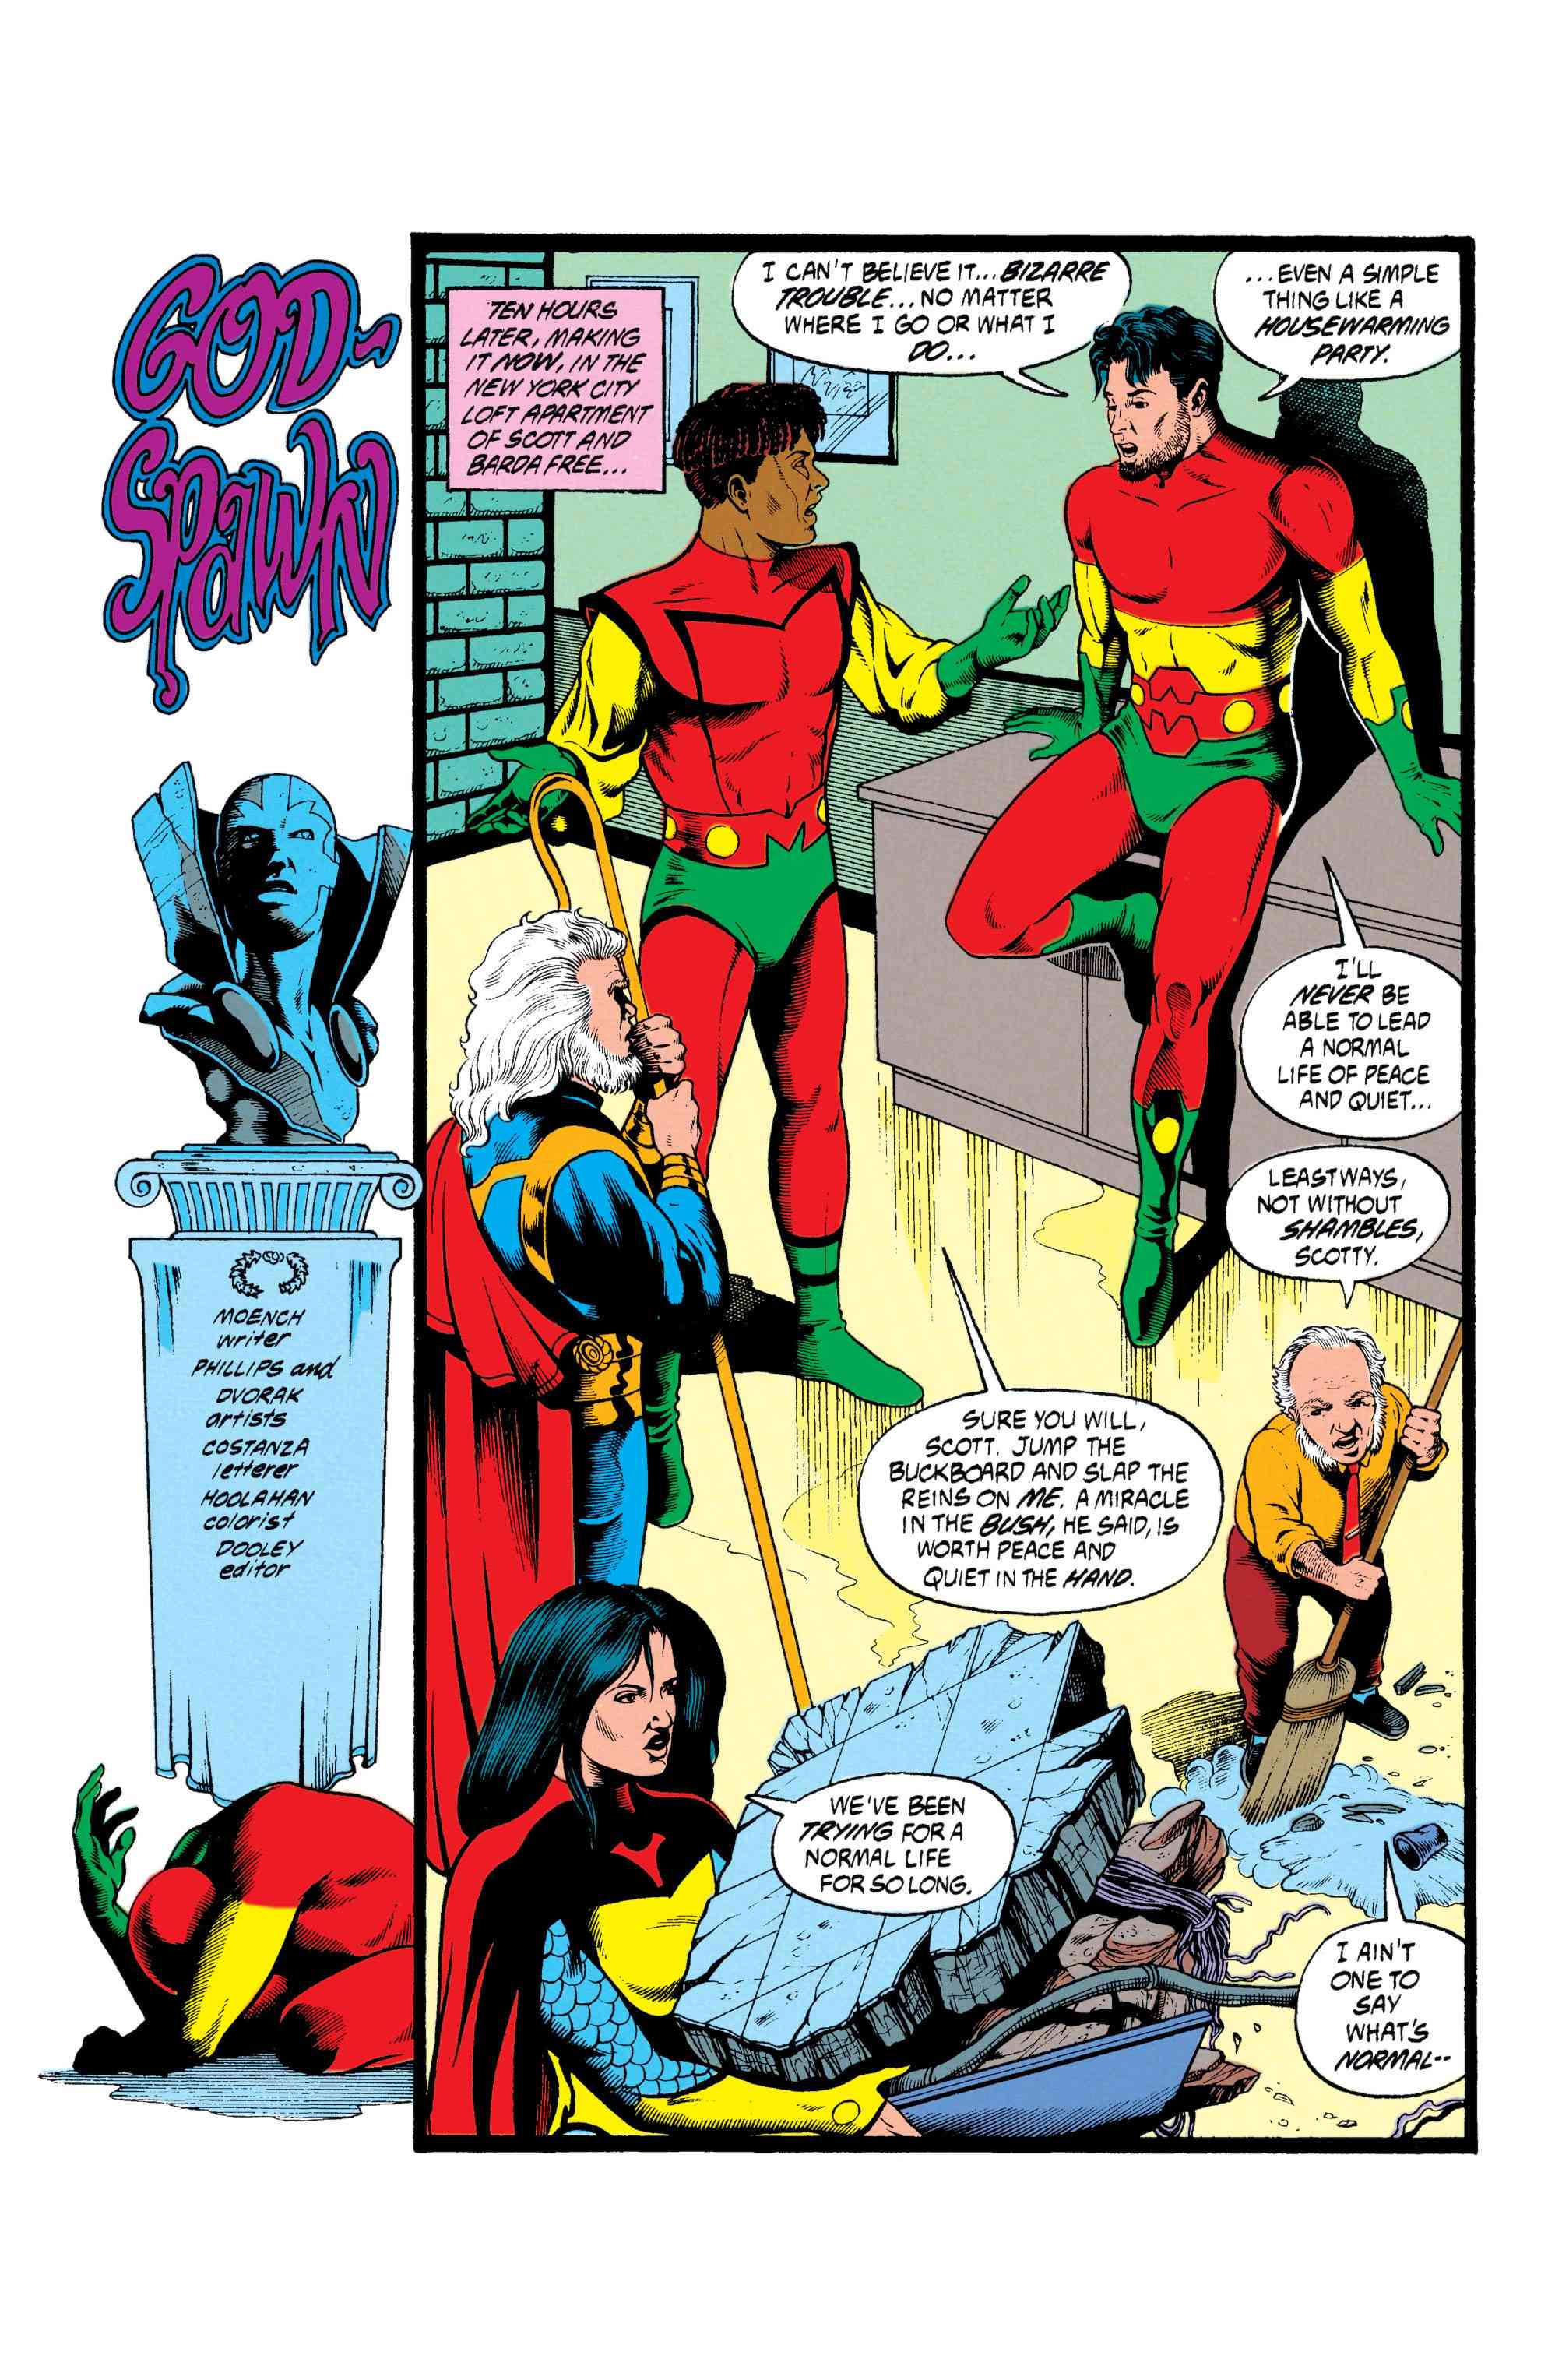 GOD-
SPAWN
MOENCH
writer
PHILLIPS and
DVORAK
artists
COSTANZA
letterer
HOOLAHAN
colorist
DOOLEY
editor
TEN HOURS
LATER, MAKING
IT NOW, IN THE
NEW YORK CITY
LOFT APARTMENT
OF SCOTT AND
BARDA FREE...
I CAN'T BELIEVE IT...BIZARRE
TROUBLE...NO MATTER
WHERE I GO OR WHAT I
DO...
...EVEN A SIMPLE
THING LIKE A
HOUSEWARMING
PARTY.
I'LL
NEVER BE
ABLE TO LEAD
A NORMAL
LIFE OF PEACE
AND QUIET...
LEASTWAYS,
NOT WITHOUT
SHAMBLES,
SCOTTY.
SURE YOU WILL,
SCOTT. JUMP THE
BUCKBOARD AND SLAP THE
REINS ON ME. A MIRACLE
IN THE BUSH, HE SAID, IS
WORTH PEACE AND
QUIET IN THE HAND.
WE'VE BEEN
TRYING FOR A
NORMAL LIFE
FOR SO LONG.
I AIN'T
ONE TO
SAY
WHAT'S
NORMAL--